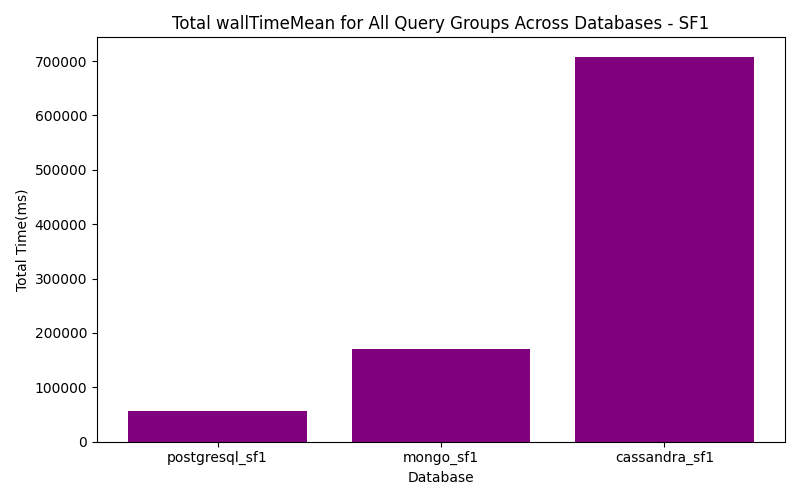 Total wallTimeMean for All Query Groups Across Databases - SF1
700000
600000
500000
400000
300000
200000
100000
0
Total Time(ms)
postgresql_sf1
mongo_sf1
cassandra_sf1
Database